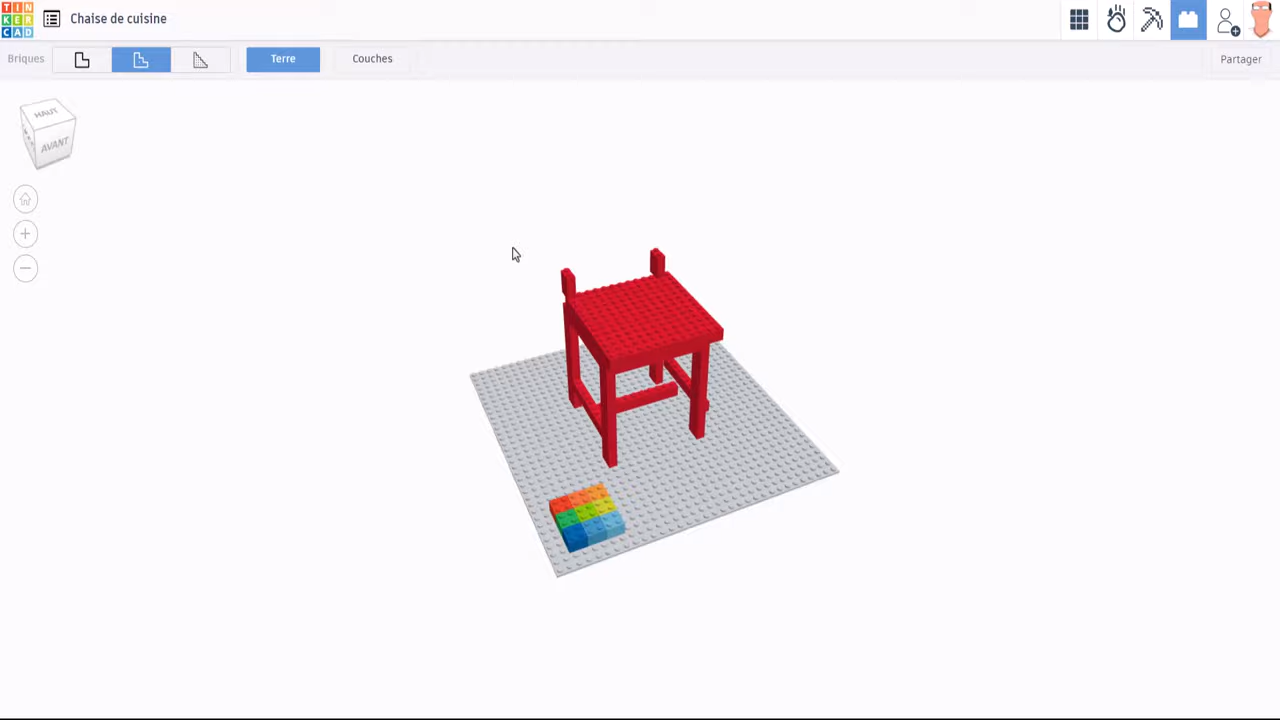 TIN
KER
CAD
Chaise de cuisine
Briques
Terre
Couches
Partager
HAUT
AVANT